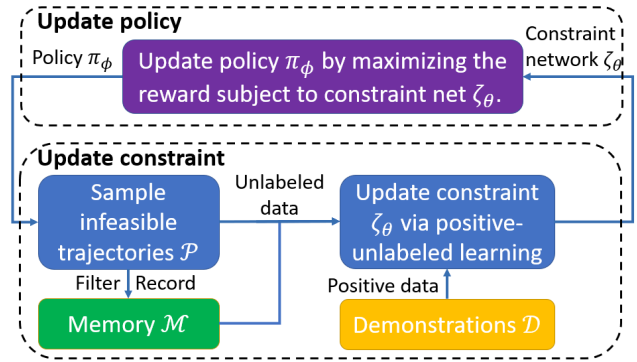 Update policy
Policy π_ϕ
Update policy π_ϕ by maximizing the
reward subject to constraint net ζ_θ.
Constraint
network ζ_θ
Update constraint
Sample
infeasible
trajectories 𝒫
Unlabeled
data
Update constraint
ζ_θ via positive-
unlabeled learning
Filter Record
Positive data
Memory ℳ
Demonstrations 𝒟